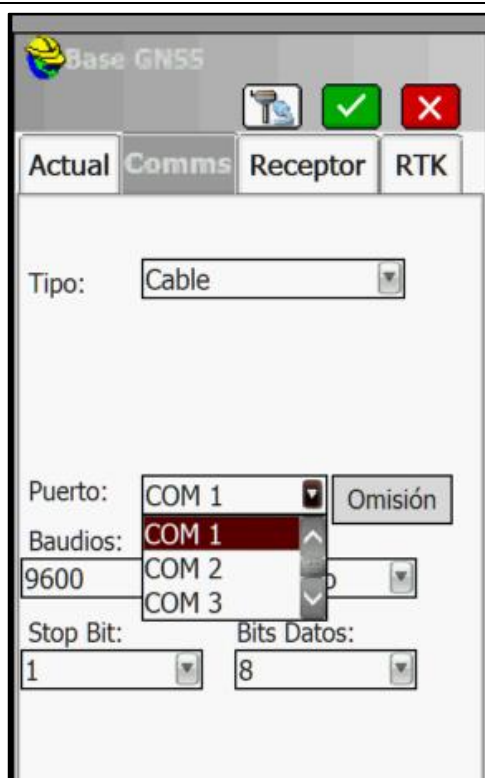 Base GNSS
Actual Comms Receptor RTK
Tipo: Cable
Puerto: COM 1 Omisión
Baudios: COM 1
9600 COM 2
COM 3
Stop Bit: Bits Datos:
1 8